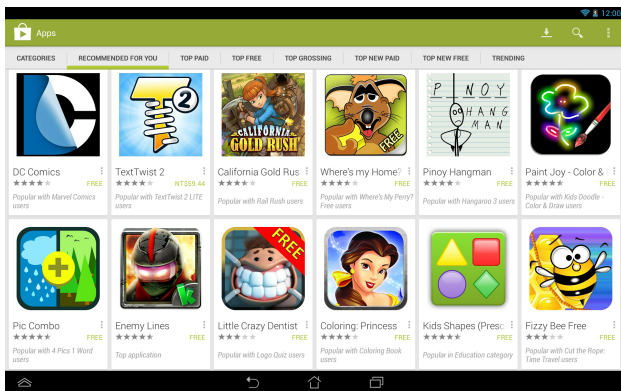 12:00
Apps
CATEGORIES RECOMMENDED FOR YOU TOP PAID TOP FREE TOP GROSSING TOP NEW PAID TOP NEW FREE TRENDING
2
CALIFORNIA
GOLD RUSH
FREE
P I N O Y
HANG
MAN
DC Comics TextTwist 2 California Gold Rus Where's my Home? Pinoy Hangman Paint Joy - Color &
FREE NT$59.44 FREE FREE FREE FREE
Popular with Marvel Comics users
Popular with TextTwist 2 LITE users
Popular with Rail Rush users
Popular with Where's My Perry? Free users
Popular with Hangaroo 3 users
Popular with Kids Doodle - Color & Draw users
FREE
Pic Combo Enemy Lines Little Crazy Dentist Coloring: Princess Kids Shapes (Presc Fizzy Bee Free
FREE FREE FREE FREE FREE
Popular with 4 Pics 1 Word users
Top application
Popular with Logo Quiz users
Popular with Coloring Book users
Popular in Education category
Popular with Cut the Rope: Time Travel users